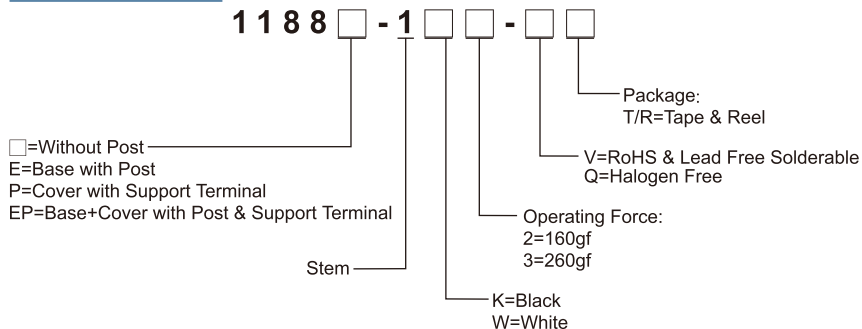 1188□-1□□-□□
Package:
T/R=Tape & Reel
□=Without Post
E=Base with Post
P=Cover with Support Terminal
EP=Base+Cover with Post & Support Terminal
V=RoHS & Lead Free Solderable
Q=Halogen Free
Operating Force:
2=160gf
3=260gf
Stem
K=Black
W=White